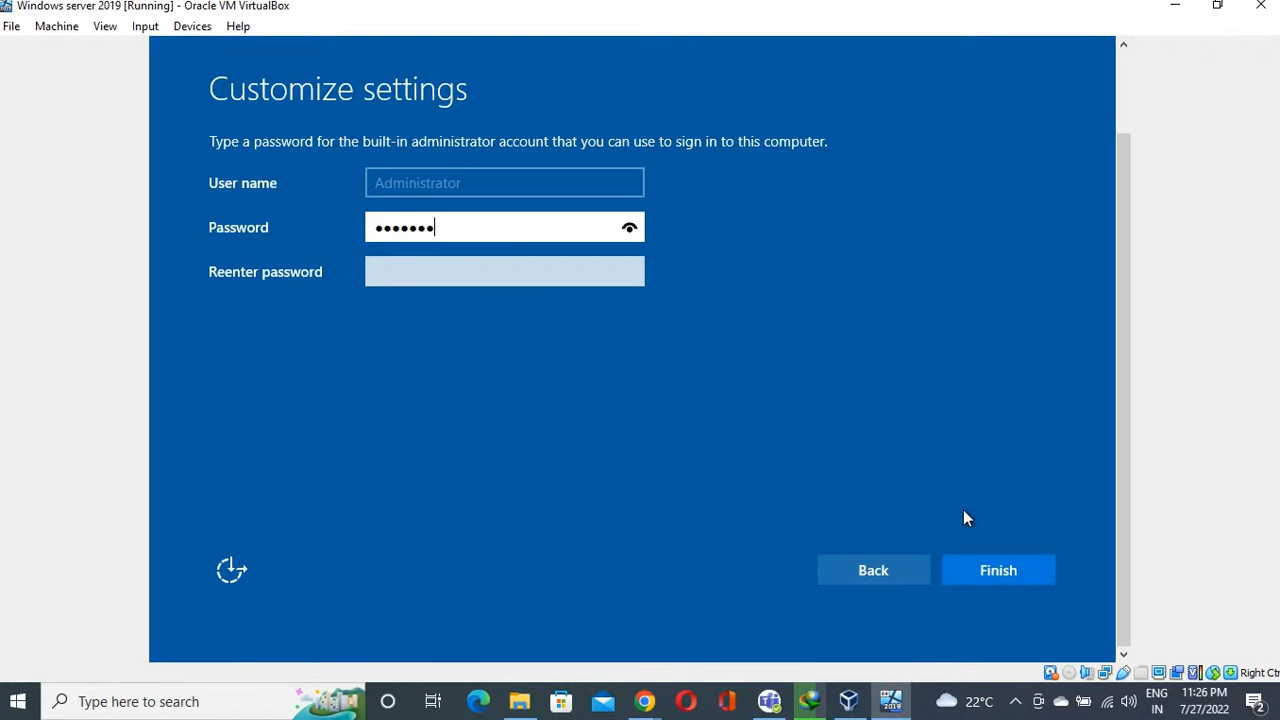 Windows server 2019 [Running] - Oracle VM VirtualBox
File Machine View Input Devices Help
Customize settings
Type a password for the built-in administrator account that you can use to sign in to this computer.
User name Administrator
Password •••••••
Reenter password
Back Finish
Right Ctrl
Type here to search
2019
22°C
ENG
IN
11:26 PM
7/27/2022
2